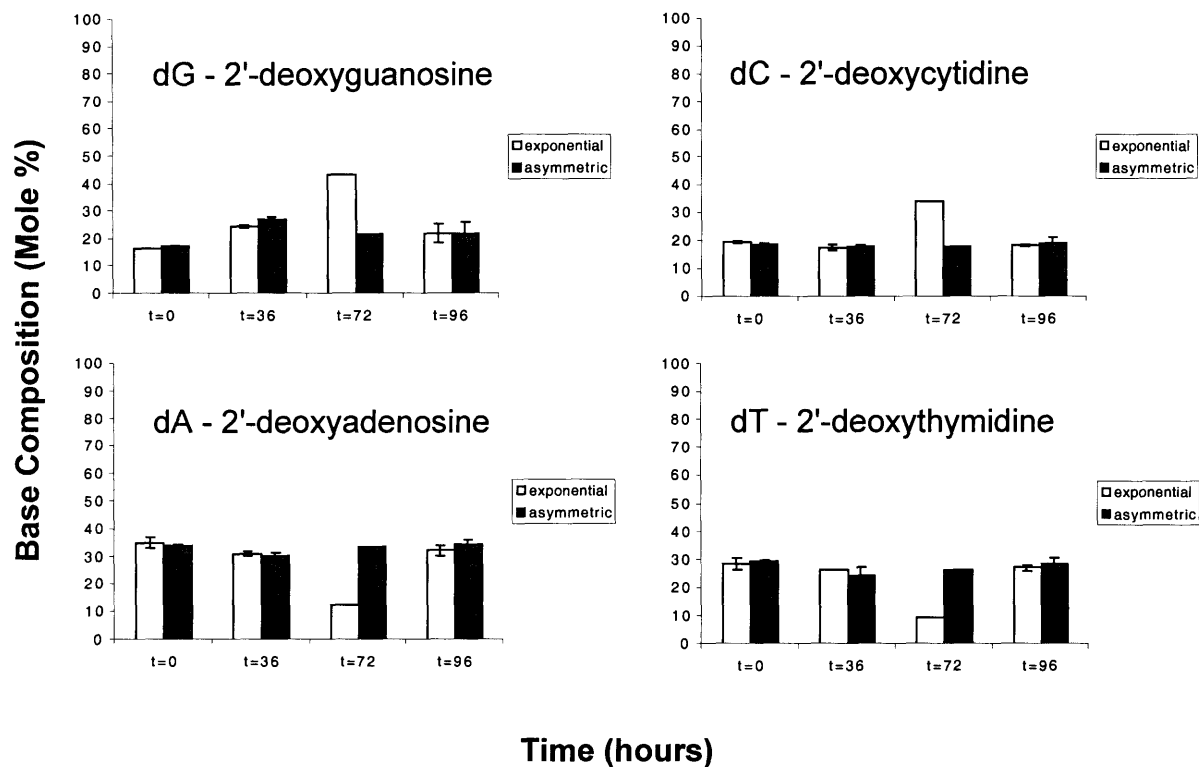 Base Composition (Mole %)
100
90
80
70
60
50
40
30
20
10
0
dG - 2'-deoxyguanosine
exponential
asymmetric
t=0
t=36
t=72
t=96
100
90
80
70
60
50
40
30
20
10
0
dC - 2'-deoxycytidine
exponential
asymmetric
t=0
t=36
t=72
t=96
100
90
80
70
60
50
40
30
20
10
0
dA - 2'-deoxyadenosine
exponential
asymmetric
t=0
t=36
t=72
t=96
100
90
80
70
60
50
40
30
20
10
0
dT - 2'-deoxythymidine
exponential
asymmetric
t=0
t=36
t=72
t=96
Time (hours)